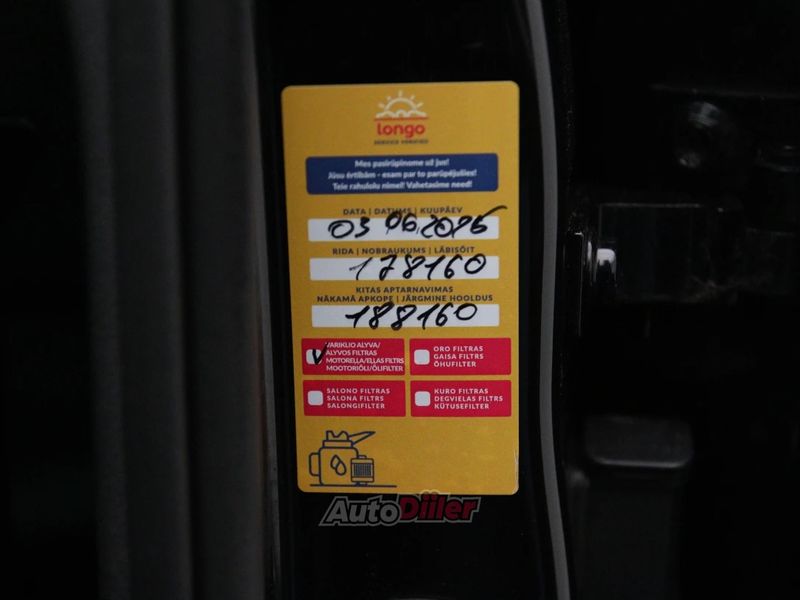 longo
SERVICE VERIFIED
Mes pasirūpinome už jus!
Jūsu ērtībām - esam par to parūpējušies!
Teie rahulolu nimel! Vahetasime need!
DATA | DATUMS | KUUPÄEV
03 06,2025
RIDA | NOBRAUKUMS | LÄBISÕIT
178160
KITAS APTARNAVIMAS
NĀKAMĀ APKOPE | JÄRGMINE HOOLDUS
188160
VARIKLIO ALYVA/
ALYVOS FILTRAS
MOTORELLA/ELLAS FILTRS
MOOTORIÕLI/ÕLIFILTER
ORO FILTRAS
GAISA FILTRS
ÕHUFILTER
SALONO FILTRAS
SALONA FILTRS
SALONGIFILTER
KURO FILTRAS
DEGVIELAS FILTRS
KÜTUSEFILTER
AutoDiler